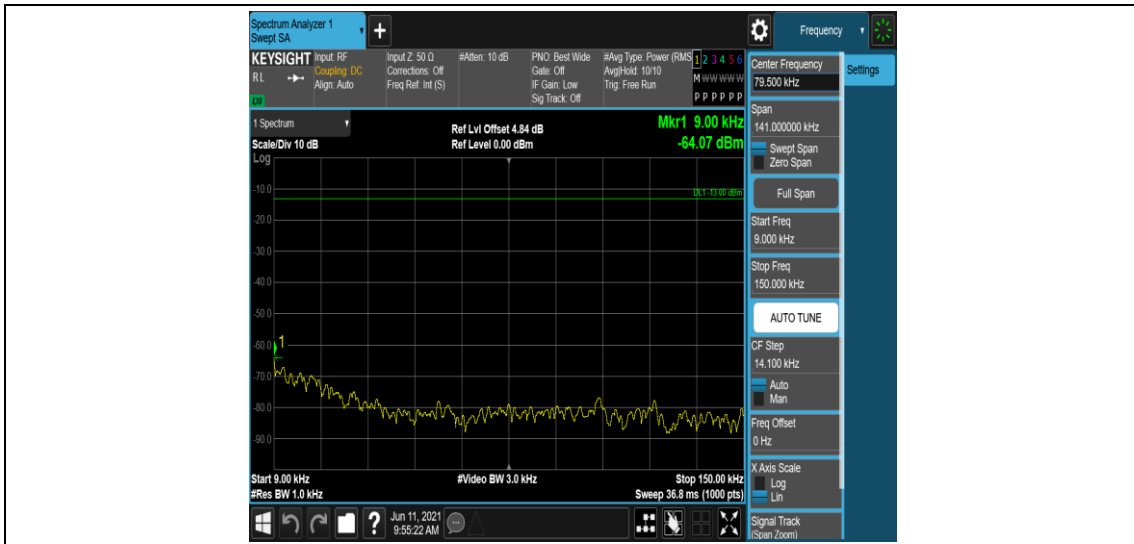 Spectrum Analyzer 1
Swept SA
+
Frequency
KEYSIGHT
R L
LXI
Input: RF
Coupling: DC
Align: Auto
Input Z: 50 Ω
Corrections: Off
Freq Ref: Int (S)
#Atten: 10 dB
PNO: Best Wide
Gate: Off
IF Gain: Low
Sig Track: Off
#Avg Type: Power (RMS
Avg|Hold: 10/10
Trig: Free Run
1 2 3 4 5 6
M W W W W W
P P P P P P
Center Frequency
79.500 kHz
Settings
1 Spectrum
Scale/Div 10 dB
Log
Ref Lvl Offset 4.84 dB
Ref Level 0.00 dBm
Mkr1 9.00 kHz
-64.07 dBm
Span
141.000000 kHz
Swept Span
Zero Span
Full Span
Start Freq
9.000 kHz
Stop Freq
150.000 kHz
AUTO TUNE
CF Step
14.100 kHz
Auto
Man
Freq Offset
0 Hz
X Axis Scale
Log
Lin
Signal Track
(Span Zoom)
DL1 -13.00 dBm
-10.0
-20.0
-30.0
-40.0
-50.0
-60.0
1
-70.0
-80.0
-90.0
Start 9.00 kHz
#Res BW 1.0 kHz
#Video BW 3.0 kHz
Stop 150.00 kHz
Sweep 36.8 ms (1000 pts)
?
Jun 11, 2021
9:55:22 AM